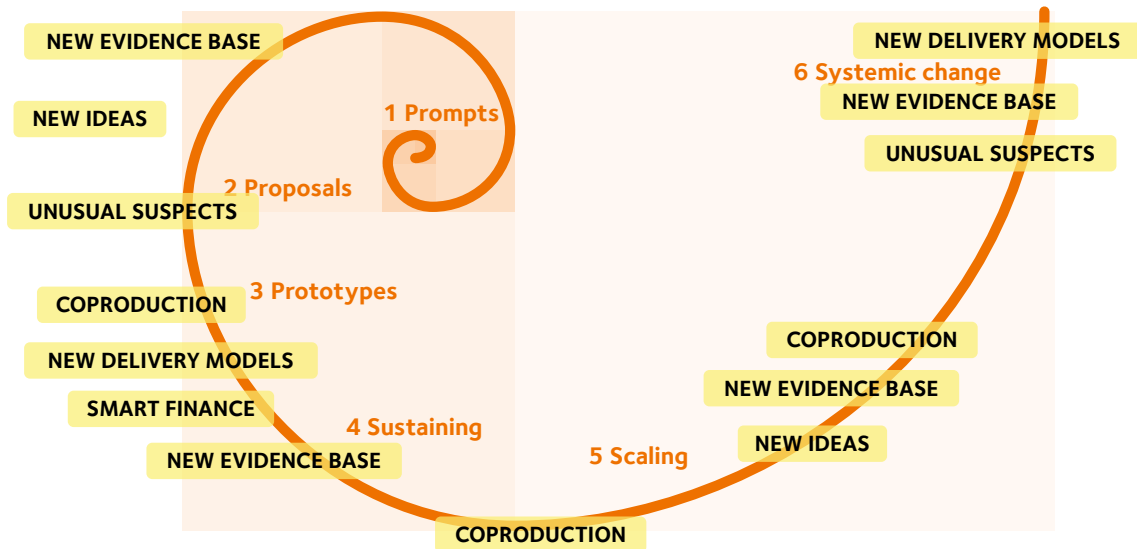 NEW EVIDENCE BASE
NEW IDEAS
1 Prompts
2 Proposals
UNUSUAL SUSPECTS
3 Prototypes
COPRODUCTION
NEW DELIVERY MODELS
SMART FINANCE
4 Sustaining
NEW EVIDENCE BASE
COPRODUCTION
5 Scaling
NEW IDEAS
NEW EVIDENCE BASE
COPRODUCTION
UNUSUAL SUSPECTS
NEW EVIDENCE BASE
6 Systemic change
NEW DELIVERY MODELS